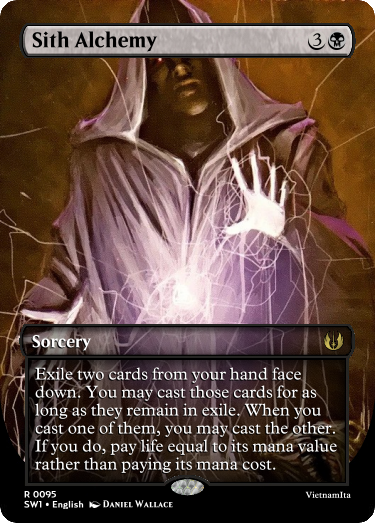 Sith Alchemy 3
Sorcery
Exile two cards from your hand face
down. You may cast those cards for as
long as they remain in exile. When you
cast one of them, you may cast the other.
If you do, pay life equal to its mana value
rather than paying its mana cost.
R 0095
SW1 • English DANIEL WALLACE
VietnamIta